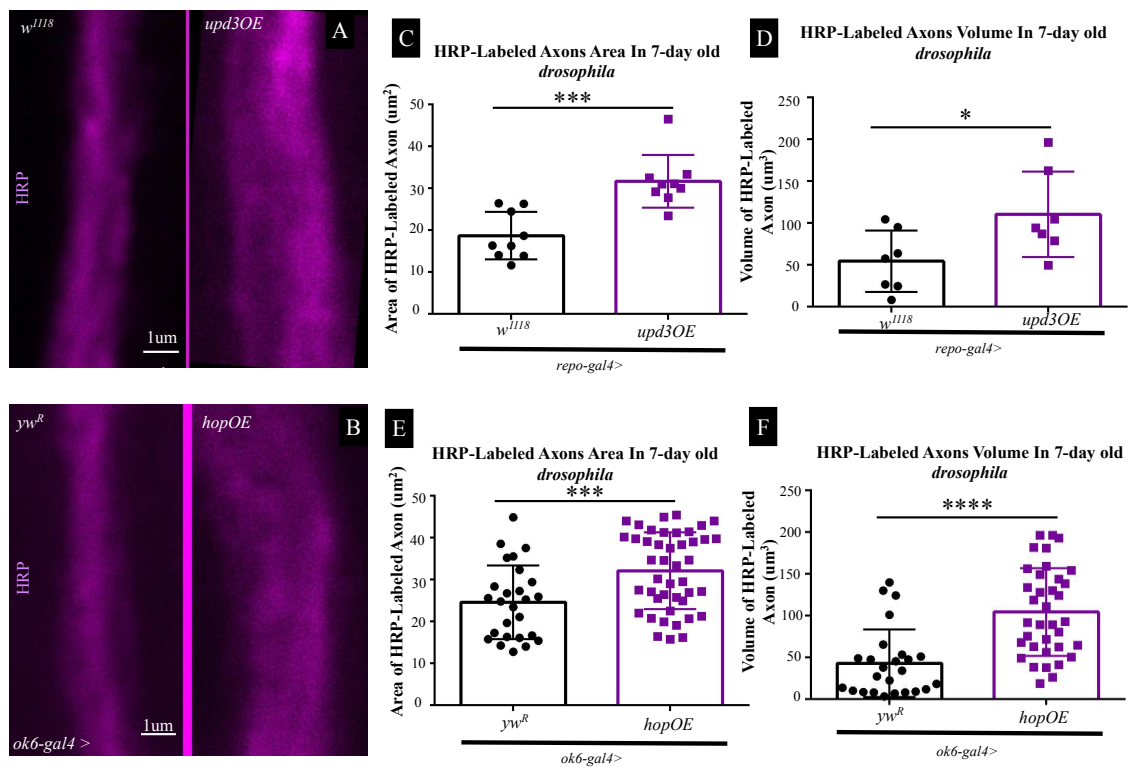 w1118
upd3OE
A
HRP
1um
C
HRP-Labeled Axons Area In 7-day old
drosophila
Area of HRP-Labeled Axon (um2)
50
40
30
20
10
0
***
w1118
upd3OE
repo-gal4>
D
HRP-Labeled Axons Volume In 7-day old
drosophila
Volume of HRP-Labeled
Axon (um3)
250
200
150
100
50
0
*
w1118
upd3OE
repo-gal4>
ywR
hopOE
B
HRP
1um
ok6-gal4 >
E
HRP-Labeled Axons Area In 7-day old
drosophila
Area of HRP-Labeled Axon (um2)
50
40
30
20
10
0
***
ywR
hopOE
ok6-gal4>
F
HRP-Labeled Axons Volume In 7-day old
drosophila
Volume of HRP-Labeled
Axon (um3)
250
200
150
100
50
0
****
ywR
hopOE
ok6-gal4>